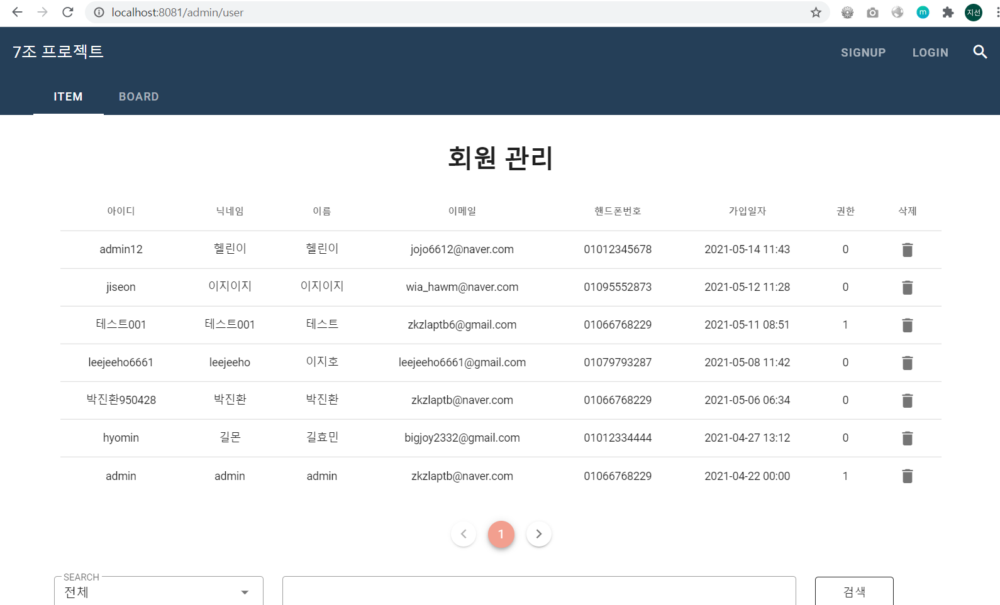 localhost:8081/admin/user
m
지선
7조 프로젝트
SIGNUP LOGIN
ITEM BOARD
회원 관리
아이디 닉네임 이름 이메일 핸드폰번호 가입일자 권한 삭제
admin12 헬린이 헬린이 jojo6612@naver.com 01012345678 2021-05-14 11:43 0
jiseon 이지이지 이지이지 wia_hawm@naver.com 01095552873 2021-05-12 11:28 0
테스트001 테스트001 테스트 zkzlaptb6@gmail.com 01066768229 2021-05-11 08:51 1
leejeeho6661 leejeeho 이지호 leejeeho6661@gmail.com 01079793287 2021-05-08 11:42 0
박진환950428 박진환 박진환 zkzlaptb@naver.com 01066768229 2021-05-06 06:34 0
hyomin 길몬 길효민 bigjoy2332@gmail.com 01012334444 2021-04-27 13:12 0
admin admin admin zkzlaptb@naver.com 01066768229 2021-04-22 00:00 1
1
SEARCH
전체 검색